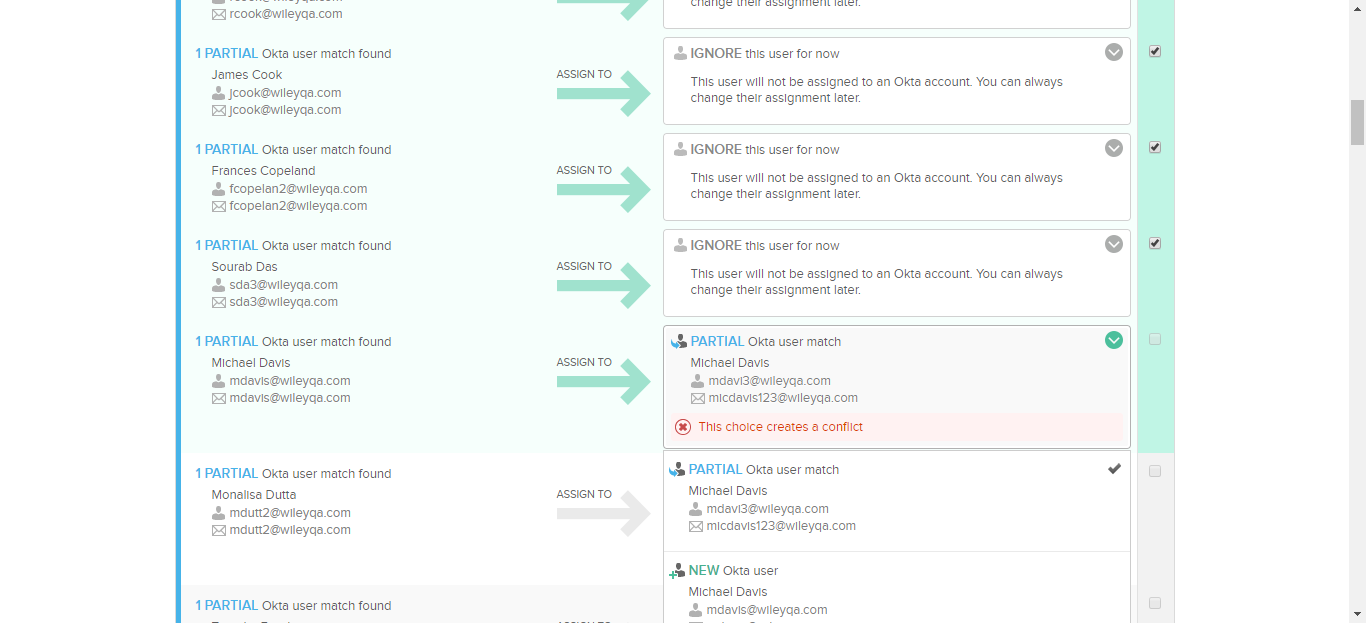 rcook@wileyqa.com
change their assignment later.
1 PARTIAL Okta user match found
James Cook
jcook@wileyqa.com
jcook@wileyqa.com
ASSIGN TO
IGNORE this user for now
This user will not be assigned to an Okta account. You can always
change their assignment later.
1 PARTIAL Okta user match found
Frances Copeland
fcopelan2@wileyqa.com
fcopelan2@wileyqa.com
ASSIGN TO
IGNORE this user for now
This user will not be assigned to an Okta account. You can always
change their assignment later.
1 PARTIAL Okta user match found
Sourab Das
sda3@wileyqa.com
sda3@wileyqa.com
ASSIGN TO
IGNORE this user for now
This user will not be assigned to an Okta account. You can always
change their assignment later.
1 PARTIAL Okta user match found
Michael Davis
mdavis@wileyqa.com
mdavis@wileyqa.com
ASSIGN TO
PARTIAL Okta user match
Michael Davis
mdavi3@wileyqa.com
micdavis123@wileyqa.com
This choice creates a conflict
1 PARTIAL Okta user match found
Monalisa Dutta
mdutt2@wileyqa.com
mdutt2@wileyqa.com
ASSIGN TO
PARTIAL Okta user match
Michael Davis
mdavi3@wileyqa.com
micdavis123@wileyqa.com
NEW Okta user
Michael Davis
mdavis@wileyqa.com
1 PARTIAL Okta user match found